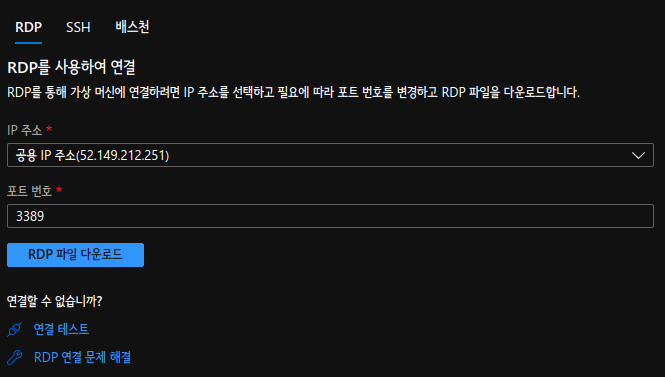 RDP SSH 배스천
RDP를 사용하여 연결
RDP를 통해 가상 머신에 연결하려면 IP 주소를 선택하고 필요에 따라 포트 번호를 변경하고 RDP 파일을 다운로드합니다.
IP 주소 *
공용 IP 주소(52.149.212.251)
포트 번호 *
3389
RDP 파일 다운로드
연결할 수 없습니까?
연결 테스트
RDP 연결 문제 해결